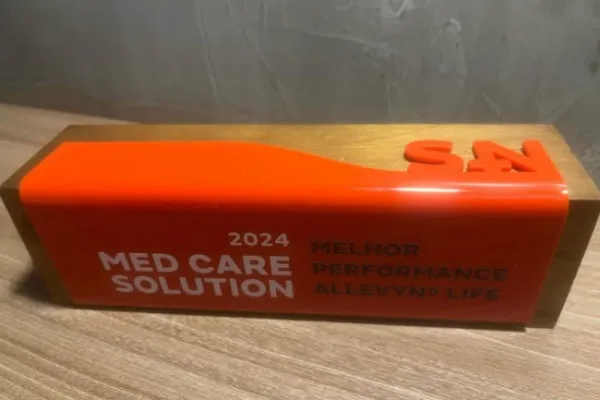 S+N
2024
MED CARE
SOLUTION
MELHOR
PERFORMANCE
ALLEVYN® LIFE